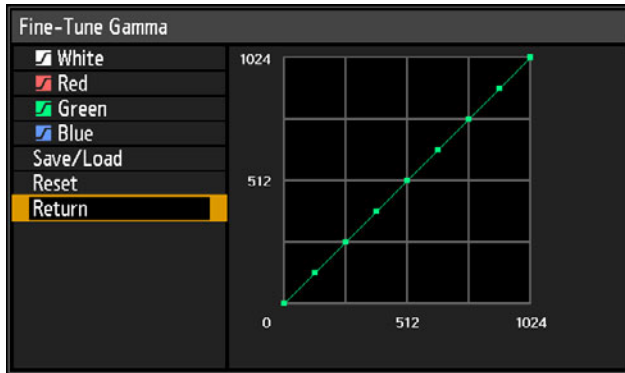 Fine-Tune Gamma
White
Red
Green
Blue
Save/Load
Reset
Return
1024
512
0 512 1024